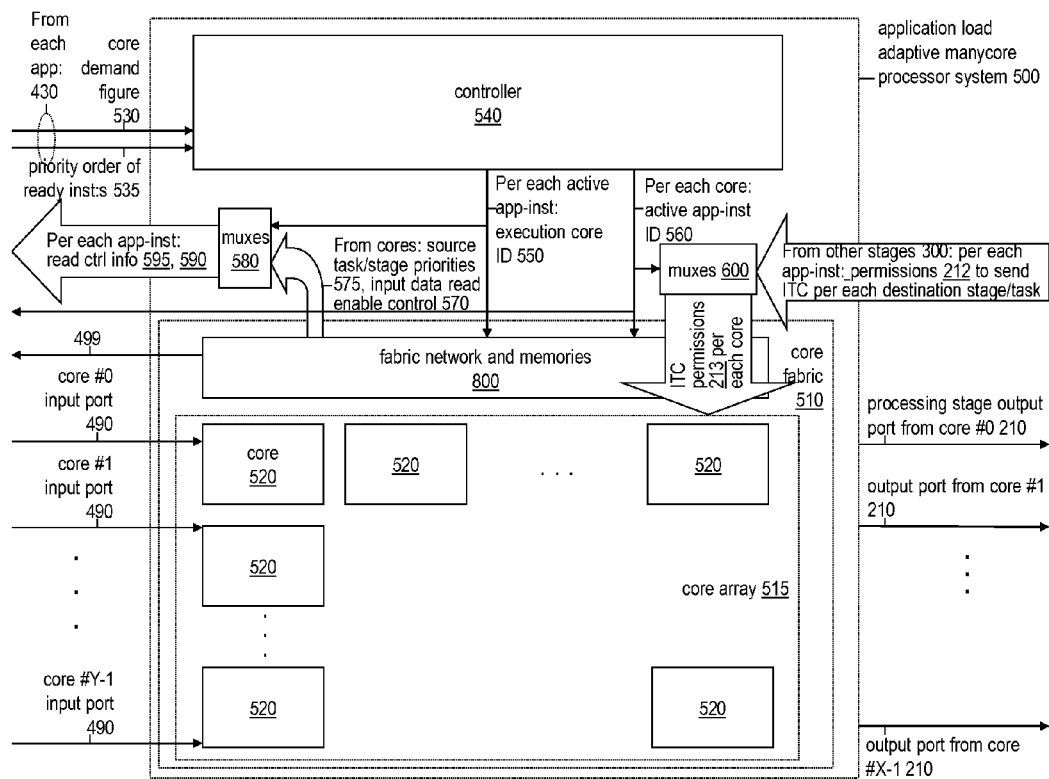 From core
each demand
app: figure
430 530
priority order of
ready inst:s 535
controller
540
application load
adaptive manycore
processor system 500
Per each active
app-inst:
execution core
ID 550
Per each core:
active app-inst
ID 560
Per each app-inst:
read ctrl info 595, 590
muxes
580
From cores: source
task/stage priorities
575, input data read
enable control 570
muxes 600
From other stages 300: per each
app-inst: permissions 212 to send
ITC per each destination stage/task
ITC
permissions
213 per
each core
499
fabric network and memories
800
core
fabric
510
core #0
input port
490
core
520
520
. . .
520
processing stage output
port from core #0 210
core #1
input port
490
520
output port from core #1
210
core array 515
core #Y-1
input port
490
520
520
output port from core
#X-1 210